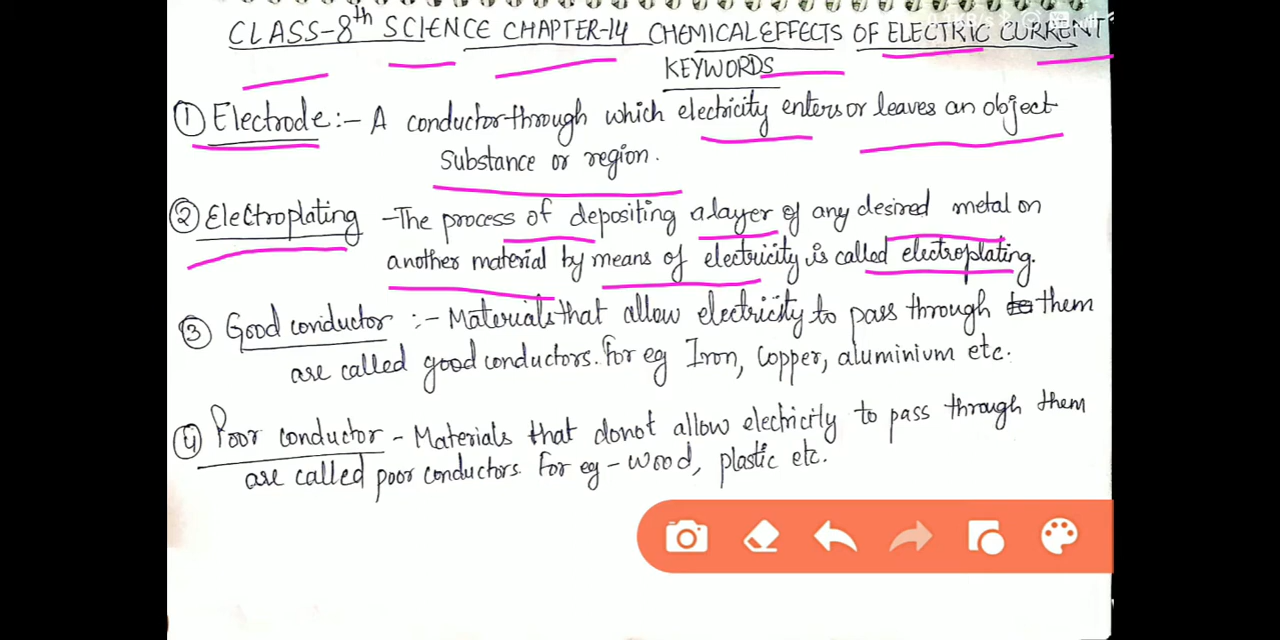 CLASS-8th SCIENCE CHAPTER-14 CHEMICAL EFFECTS OF ELECTRIC CURRENT
KEYWORDS
① Electrode:- A conductor through which electricity enters or leaves an object
substance or region.
② Electroplating -The process of depositing a layer of any desired metal on
another material by means of electricity is called electroplating.
③ Good conductor :- Materials that allow electricity to pass through to them
are called good conductors. For eg Iron, Copper, aluminium etc.
④ Poor conductor - Materials that donot allow electricity to pass through them
are called poor conductors. For eg - wood, plastic etc.